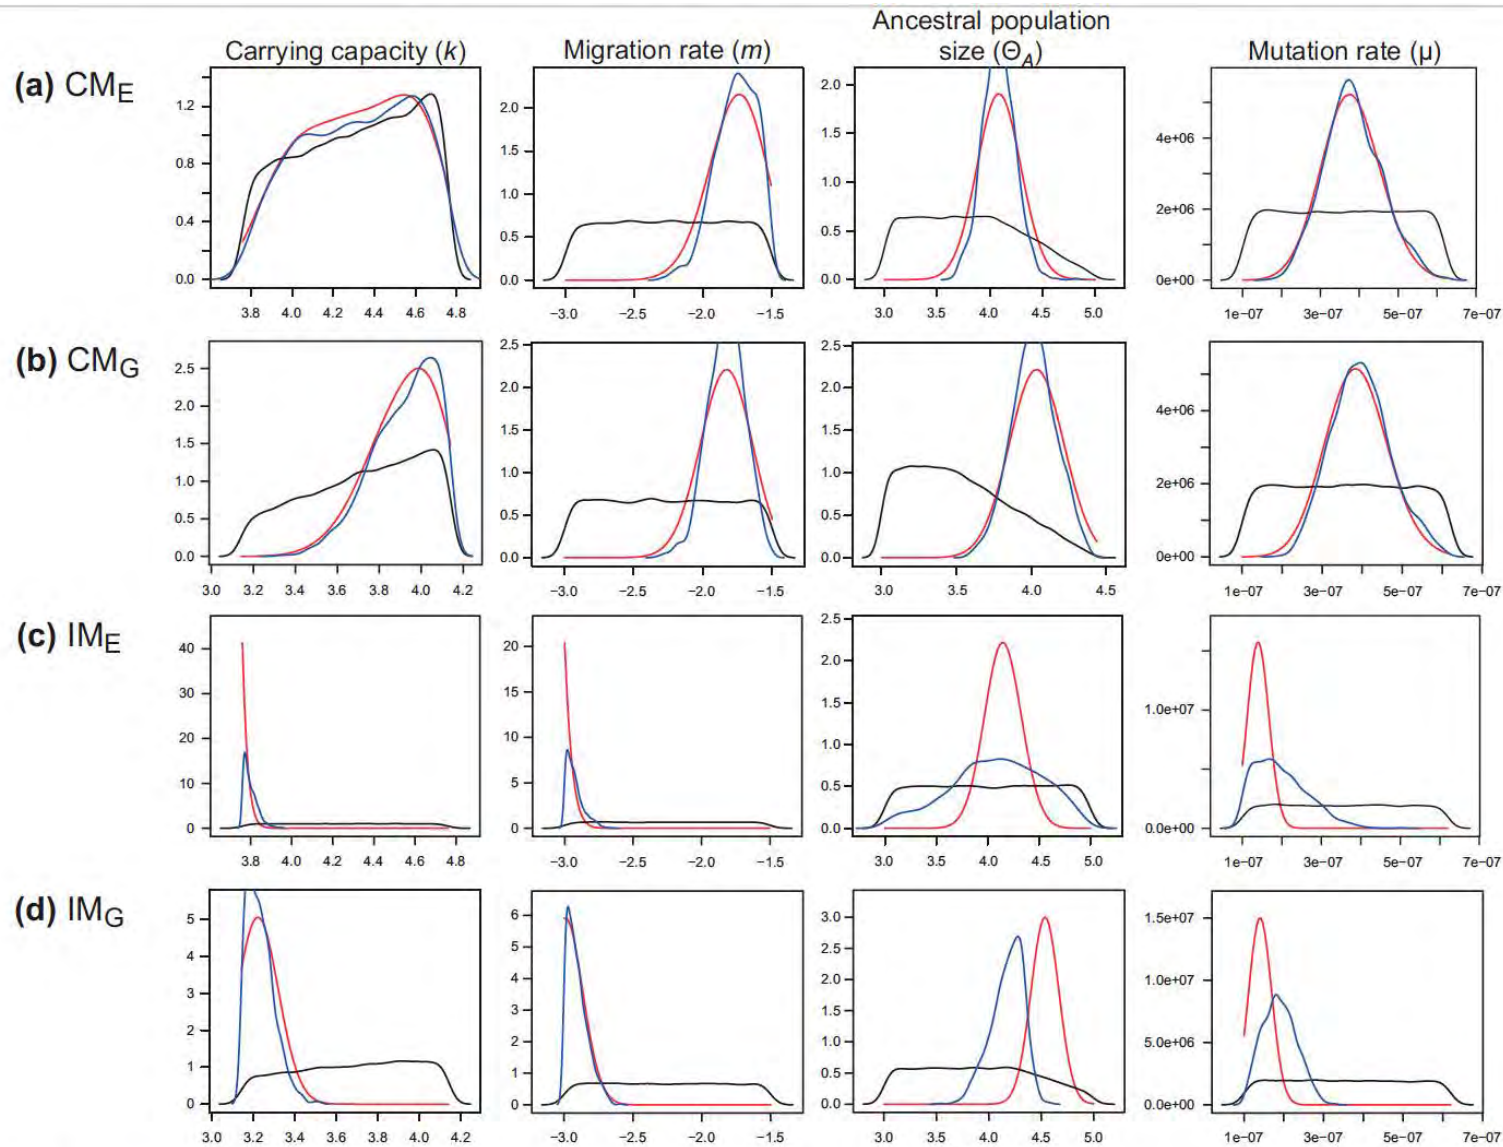 Carrying capacity (k) Migration rate (m) Ancestral population size (Θ_A) Mutation rate (μ)
(a) CM_E
1.2 0.8 0.4 0.0
3.8 4.0 4.2 4.4 4.6 4.8
2.0 1.5 1.0 0.5 0.0
−3.0 −2.5 −2.0 −1.5
2.0 1.5 1.0 0.5 0.0
3.0 3.5 4.0 4.5 5.0
4e+06 2e+06 0e+00
1e−07 3e−07 5e−07 7e−07
(b) CM_G
2.5 2.0 1.5 1.0 0.5 0.0
3.0 3.2 3.4 3.6 3.8 4.0 4.2
2.5 2.0 1.5 1.0 0.5 0.0
−3.0 −2.5 −2.0 −1.5
2.5 2.0 1.5 1.0 0.5 0.0
3.0 3.5 4.0 4.5
4e+06 2e+06 0e+00
1e−07 3e−07 5e−07 7e−07
(c) IM_E
40 30 20 10 0
3.8 4.0 4.2 4.4 4.6 4.8
20 15 10 5 0
−3.0 −2.5 −2.0 −1.5
2.5 2.0 1.5 1.0 0.5 0.0
3.0 3.5 4.0 4.5 5.0
1.0e+07 0.0e+00
1e−07 3e−07 5e−07 7e−07
(d) IM_G
5 4 3 2 1 0
3.0 3.2 3.4 3.6 3.8 4.0 4.2
6 5 4 3 2 1 0
−3.0 −2.5 −2.0 −1.5
3.0 2.5 2.0 1.5 1.0 0.5 0.0
3.0 3.5 4.0 4.5 5.0
1.5e+07 1.0e+07 5.0e+06 0.0e+00
1e−07 3e−07 5e−07 7e−07